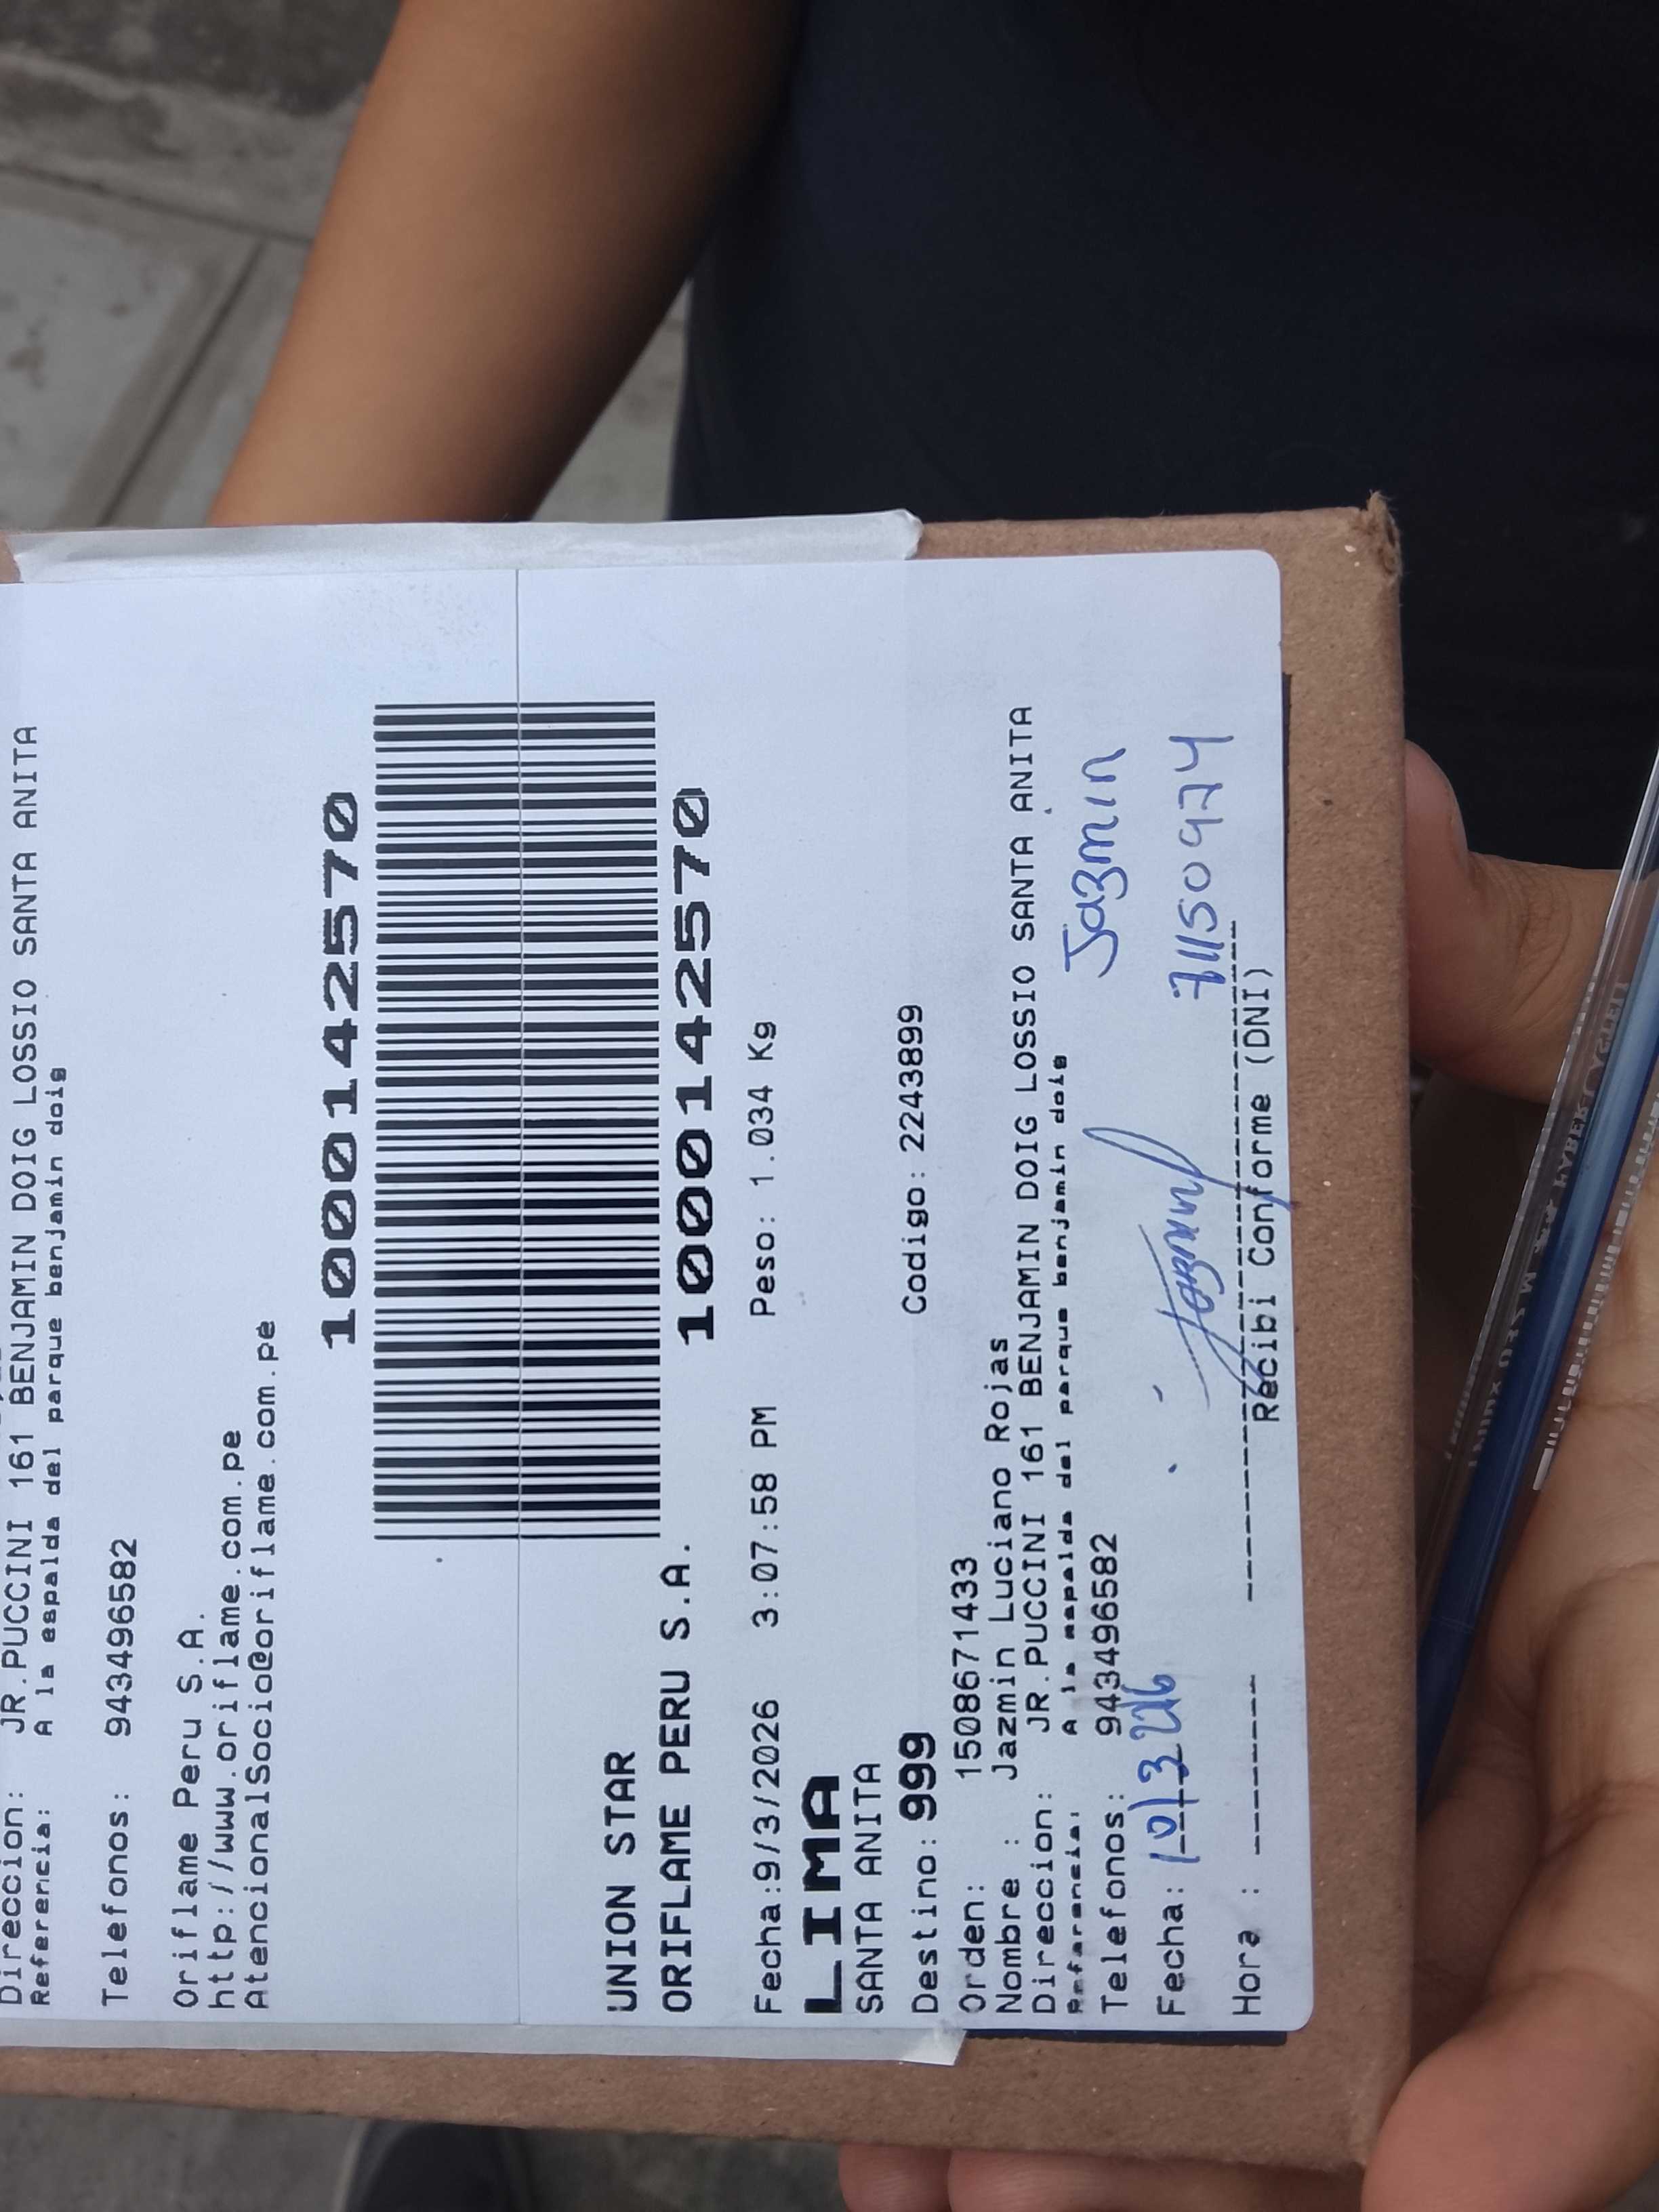 Direccion: JR.PUCCINI 161 BENJAMIN DOIG LOSSIO SANTA ANITA
Referencia: A la espalda del parque benjamin doig
Telefonos: 943496582
Oriflame Peru S.A.
http://www.oriflame.com.pe
AtencionalSocio@oriflame.com.pe
1000142570
UNION STAR
ORIFLAME PERU S.A. 1000142570
Fecha:9/3/2026 3:07:58 PM Peso: 1.034 Kg
LIMA
SANTA ANITA
Destino: 999 Codigo: 2243899
Orden: 1508671433
Nombre : Jazmin Luciano Rojas
Direccion: JR.PUCCINI 161 BENJAMIN DOIG LOSSIO SANTA ANITA
Referencia: A la espalda del parque benjamin doig
Telefonos: 943496582
Jazmin
Fecha: 10/3/2026
71150974
Hora :
Recibi Conforme (DNI)